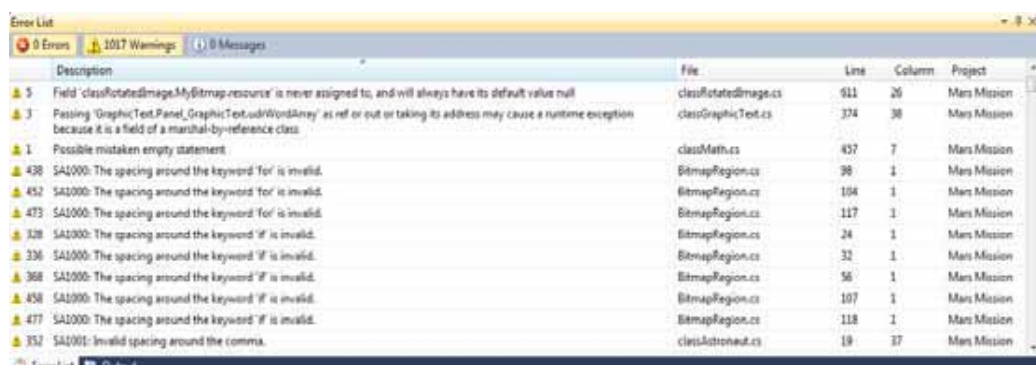 Error List
0 Errors 1017 Warnings 0 Messages
Description File Line Column Project
5 Field 'classRotatedImage.MyBitmap.resource' is never assigned to, and will always have its default value null classRotatedImage.cs 611 26 Mars Mission
3 Passing 'GraphicText.Panel_GraphicText.udrWordArray' as ref or out or taking its address may cause a runtime exception classGraphicText.cs 374 38 Mars Mission
because it is a field of a marshal-by-reference class
1 Possible mistaken empty statement classMath.cs 457 7 Mars Mission
438 SA1000: The spacing around the keyword 'for' is invalid. BitmapRegion.cs 98 1 Mars Mission
452 SA1000: The spacing around the keyword 'for' is invalid. BitmapRegion.cs 104 1 Mars Mission
473 SA1000: The spacing around the keyword 'for' is invalid. BitmapRegion.cs 117 1 Mars Mission
328 SA1000: The spacing around the keyword 'if' is invalid. BitmapRegion.cs 24 1 Mars Mission
336 SA1000: The spacing around the keyword 'if' is invalid. BitmapRegion.cs 32 1 Mars Mission
368 SA1000: The spacing around the keyword 'if' is invalid. BitmapRegion.cs 56 1 Mars Mission
458 SA1000: The spacing around the keyword 'if' is invalid. BitmapRegion.cs 107 1 Mars Mission
477 SA1000: The spacing around the keyword 'if' is invalid. BitmapRegion.cs 118 1 Mars Mission
352 SA1001: Invalid spacing around the comma. classAstronaut.cs 19 37 Mars Mission